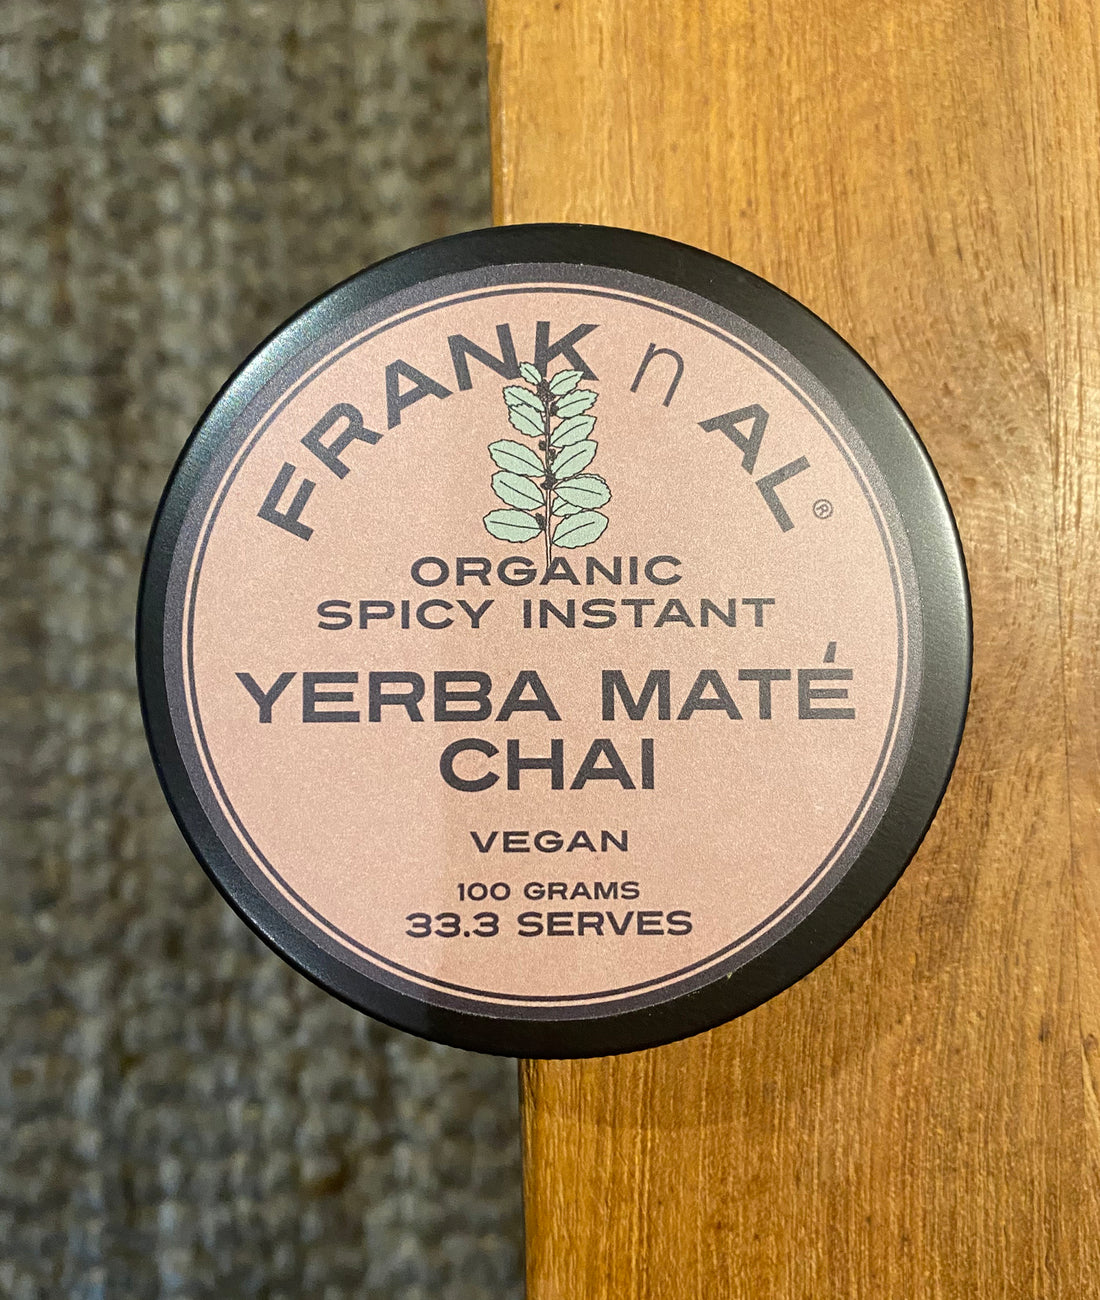 FRANK n AL®
ORGANIC
SPICY INSTANT
YERBA MATÉ
CHAI
VEGAN
100 GRAMS
33.3 SERVES